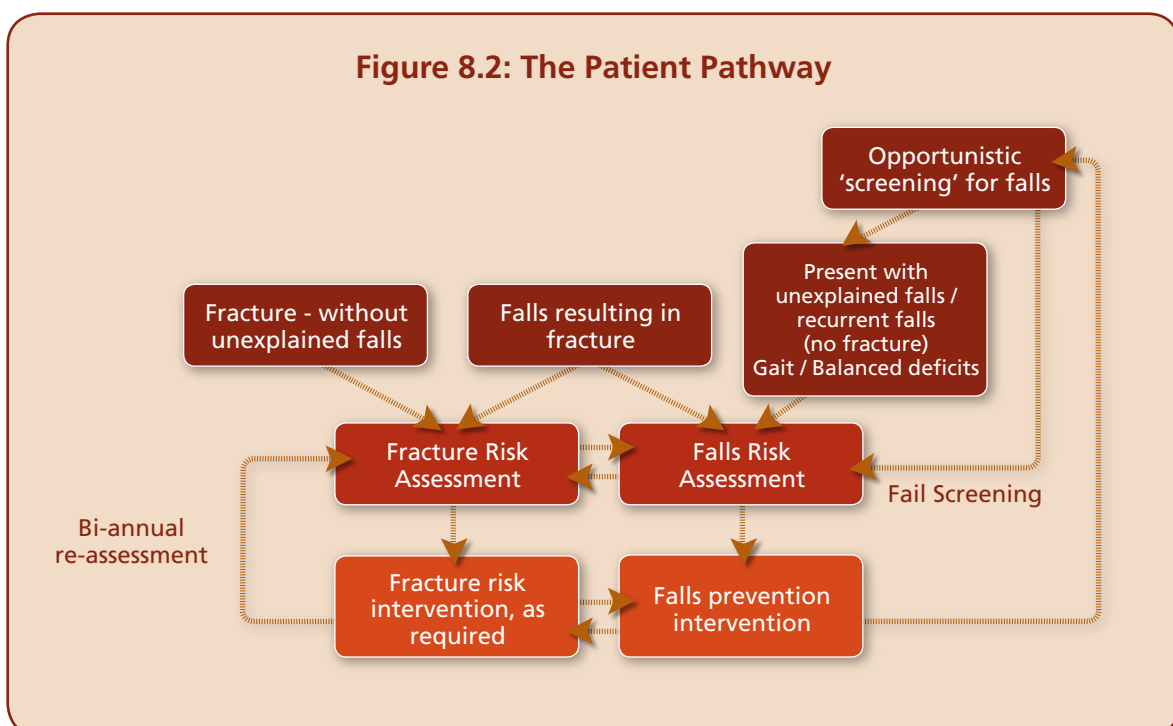 Figure 8.2: The Patient Pathway
Opportunistic
‘screening’ for falls
Present with
unexplained falls /
recurrent falls
(no fracture)
Gait / Balanced deficits
Fracture - without
unexplained falls
Falls resulting in
fracture
Fracture Risk
Assessment
Falls Risk
Assessment
Fail Screening
Bi-annual
re-assessment
Fracture risk
intervention, as
required
Falls prevention
intervention